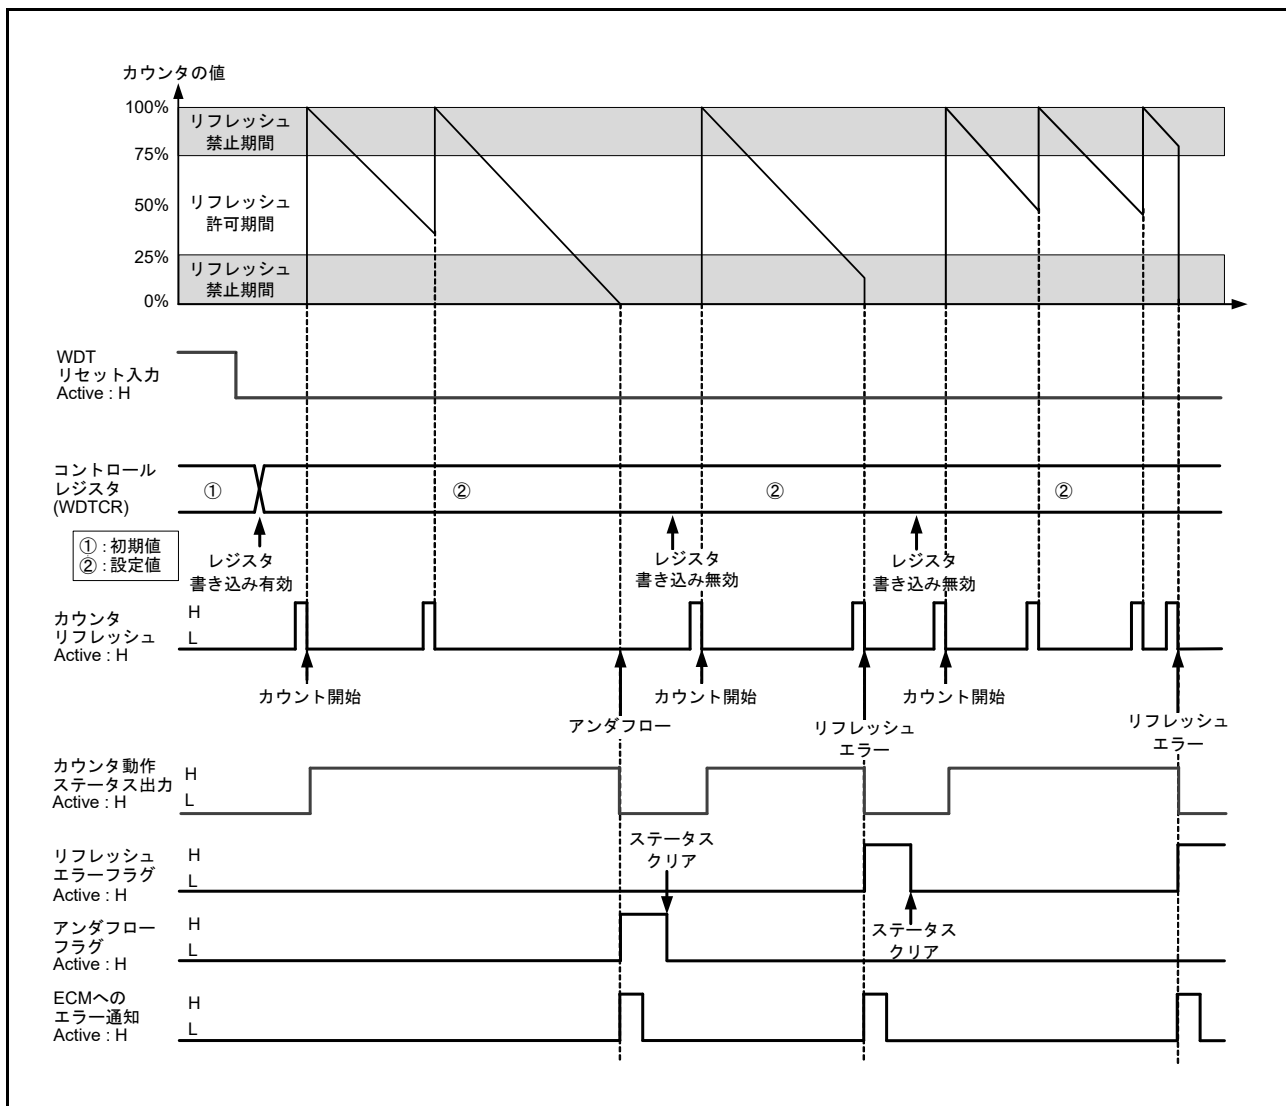 カウンタの値
100%
リフレッシュ
禁止期間
75%
50%
リフレッシュ
許可期間
25%
リフレッシュ
禁止期間
0%
WDT
リセット入力
Active : H
コントロール
レジスタ
(WDTCR)
①
②
②
②
① : 初期値
② : 設定値
レジスタ
書き込み有効
レジスタ
書き込み無効
レジスタ
書き込み無効
カウンタ
リフレッシュ
Active : H
H
L
カウント開始
カウント開始
カウント開始
アンダフロー
リフレッシュ
エラー
リフレッシュ
エラー
カウンタ動作
ステータス出力
Active : H
H
L
ステータス
クリア
リフレッシュ
エラーフラグ
Active : H
H
L
ステータス
クリア
アンダフロー
フラグ
Active : H
H
L
ECMへの
エラー通知
Active : H
H
L